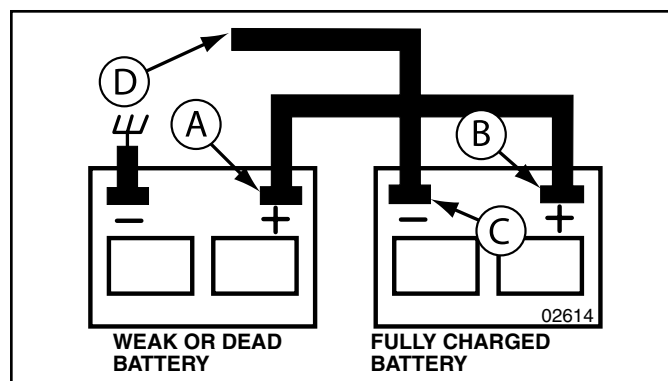 D
A
B
C
− +
− +
02614
WEAK OR DEAD
BATTERY
FULLY CHARGED
BATTERY